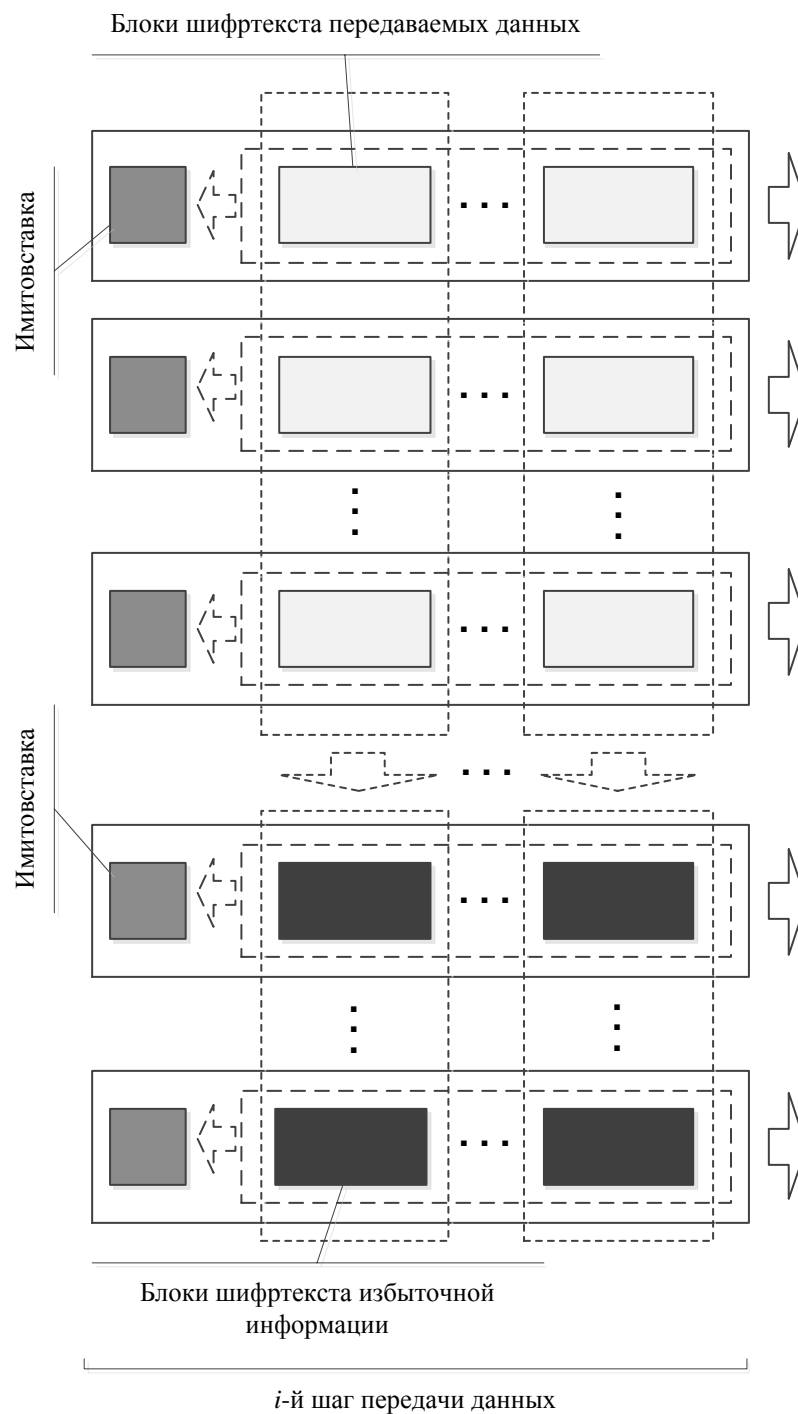 Блоки шифртекста передаваемых данных
Имитовставка
Имитовставка
Блоки шифртекста избыточной
информации
i-й шаг передачи данных